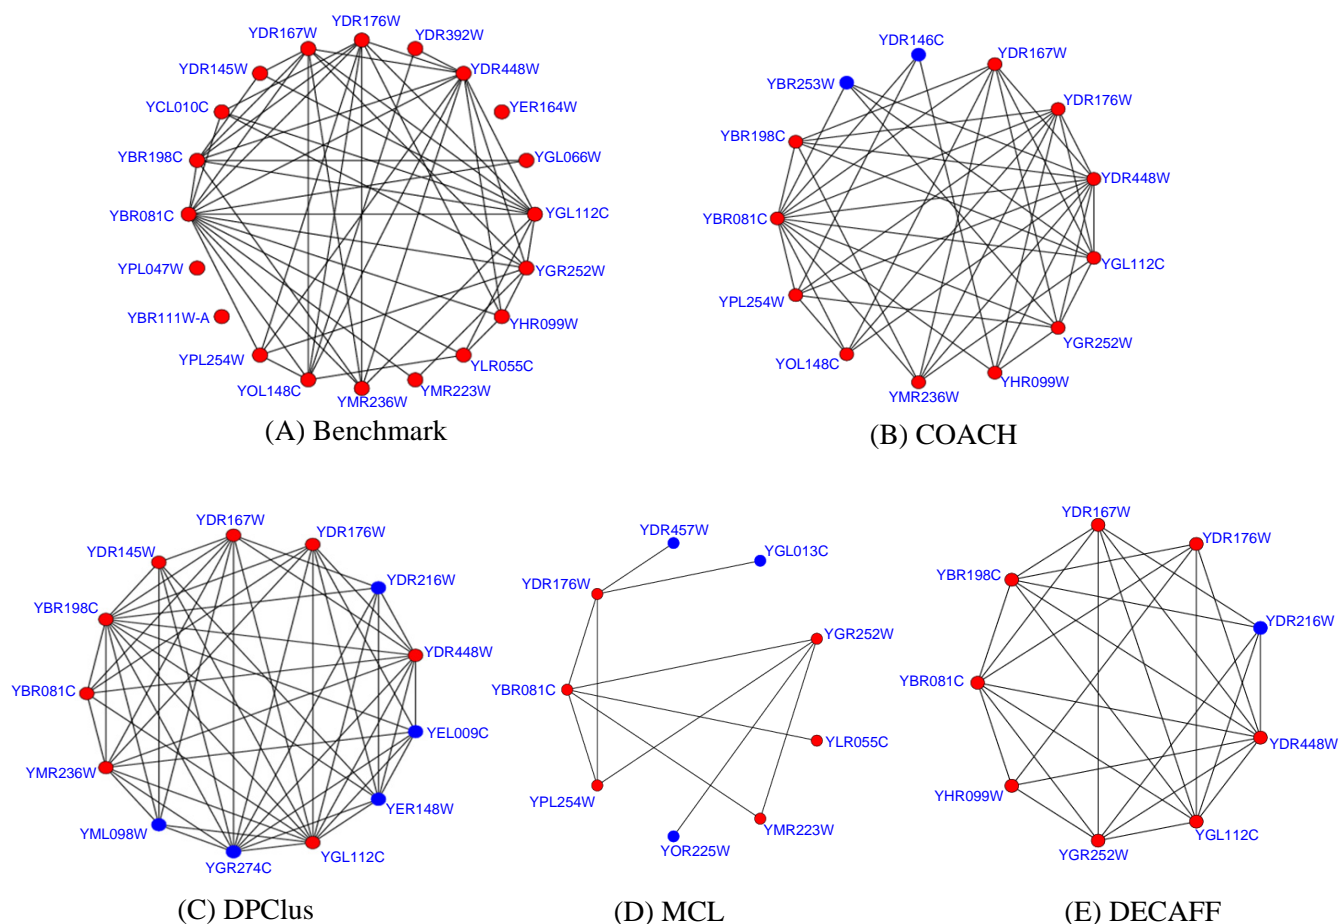 YDR176W
YDR167W
YDR392W
YDR145W
YDR448W
YCL010C
YER164W
YBR198C
YGL066W
YBR081C
YGL112C
YPL047W
YGR252W
YBR111W-A
YHR099W
YPL254W
YLR055C
YOL148C
YMR223W
YMR236W
(A) Benchmark
YDR146C
YDR167W
YBR253W
YDR176W
YBR198C
YDR448W
YBR081C
YGL112C
YPL254W
YGR252W
YOL148C
YHR099W
YMR236W
(B) COACH
YDR167W
YDR176W
YDR145W
YDR216W
YBR198C
YDR448W
YBR081C
YEL009C
YMR236W
YER148W
YML098W
YGL112C
YGR274C
(C) DPClus
YDR457W
YGL013C
YDR176W
YGR252W
YBR081C
YLR055C
YPL254W
YMR223W
YOR225W
(D) MCL
YDR167W
YDR176W
YBR198C
YDR216W
YBR081C
YDR448W
YHR099W
YGL112C
YGR252W
(E) DECAFF